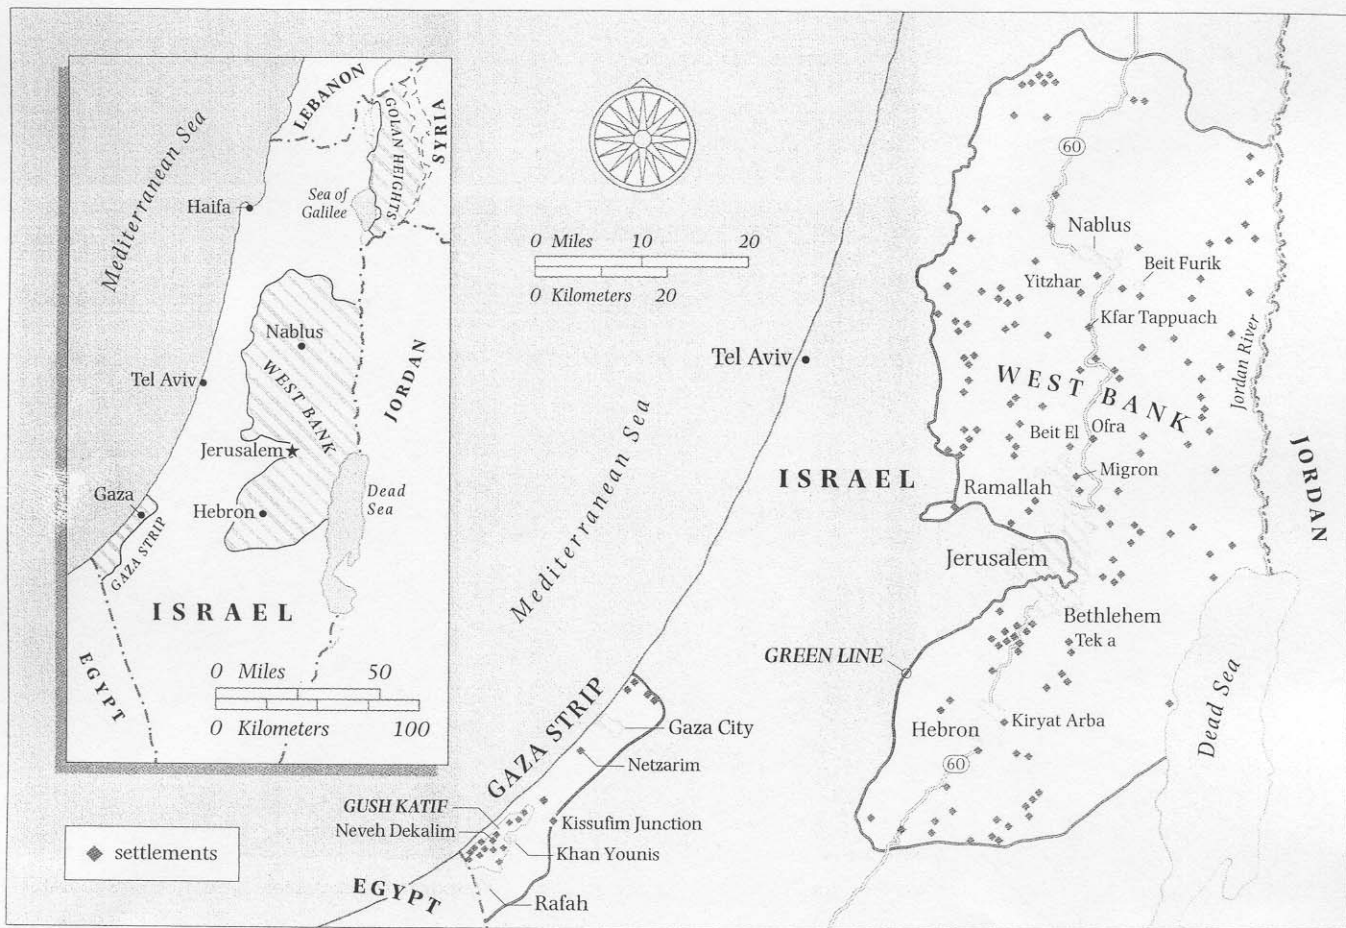 LEBANON
SYRIA
GOLAN HEIGHTS
Mediterranean Sea
Sea of
Galilee
Haifa
Nablus
WEST BANK
JORDAN
Tel Aviv
Jerusalem
Gaza
Hebron
Dead
Sea
GAZA STRIP
ISRAEL
EGYPT
0 Miles 50
0 Kilometers 100
settlements
0 Miles 10 20
0 Kilometers 20
60
Nablus
Beit Furik
Yitzhar
Kfar Tappuach
Tel Aviv
WEST BANK
Jordan River
Mediterranean Sea
Beit El
Ofra
ISRAEL
Migron
JORDAN
Ramallah
Jerusalem
Bethlehem
Tek a
GREEN LINE
Dead Sea
GAZA STRIP
Gaza City
Hebron
Kiryat Arba
Netzarim
60
GUSH KATIF
Neveh Dekalim
Kissufim Junction
Khan Younis
EGYPT
Rafah